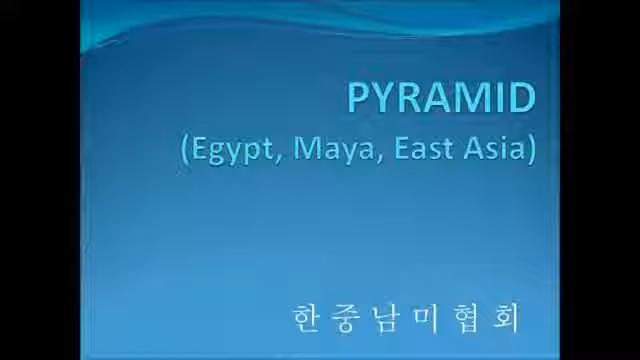 PYRAMID
(Egypt, Maya, East Asia)
한 중 남 미 협 회